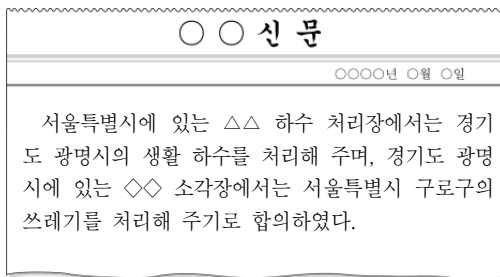 ○○신문
○○○○년 ○월 ○일
서울특별시에 있는 △△ 하수 처리장에서는 경기
도 광명시의 생활 하수를 처리해 주며, 경기도 광명
시에 있는 ◇◇ 소각장에서는 서울특별시 구로구의
쓰레기를 처리해 주기로 합의하였다.